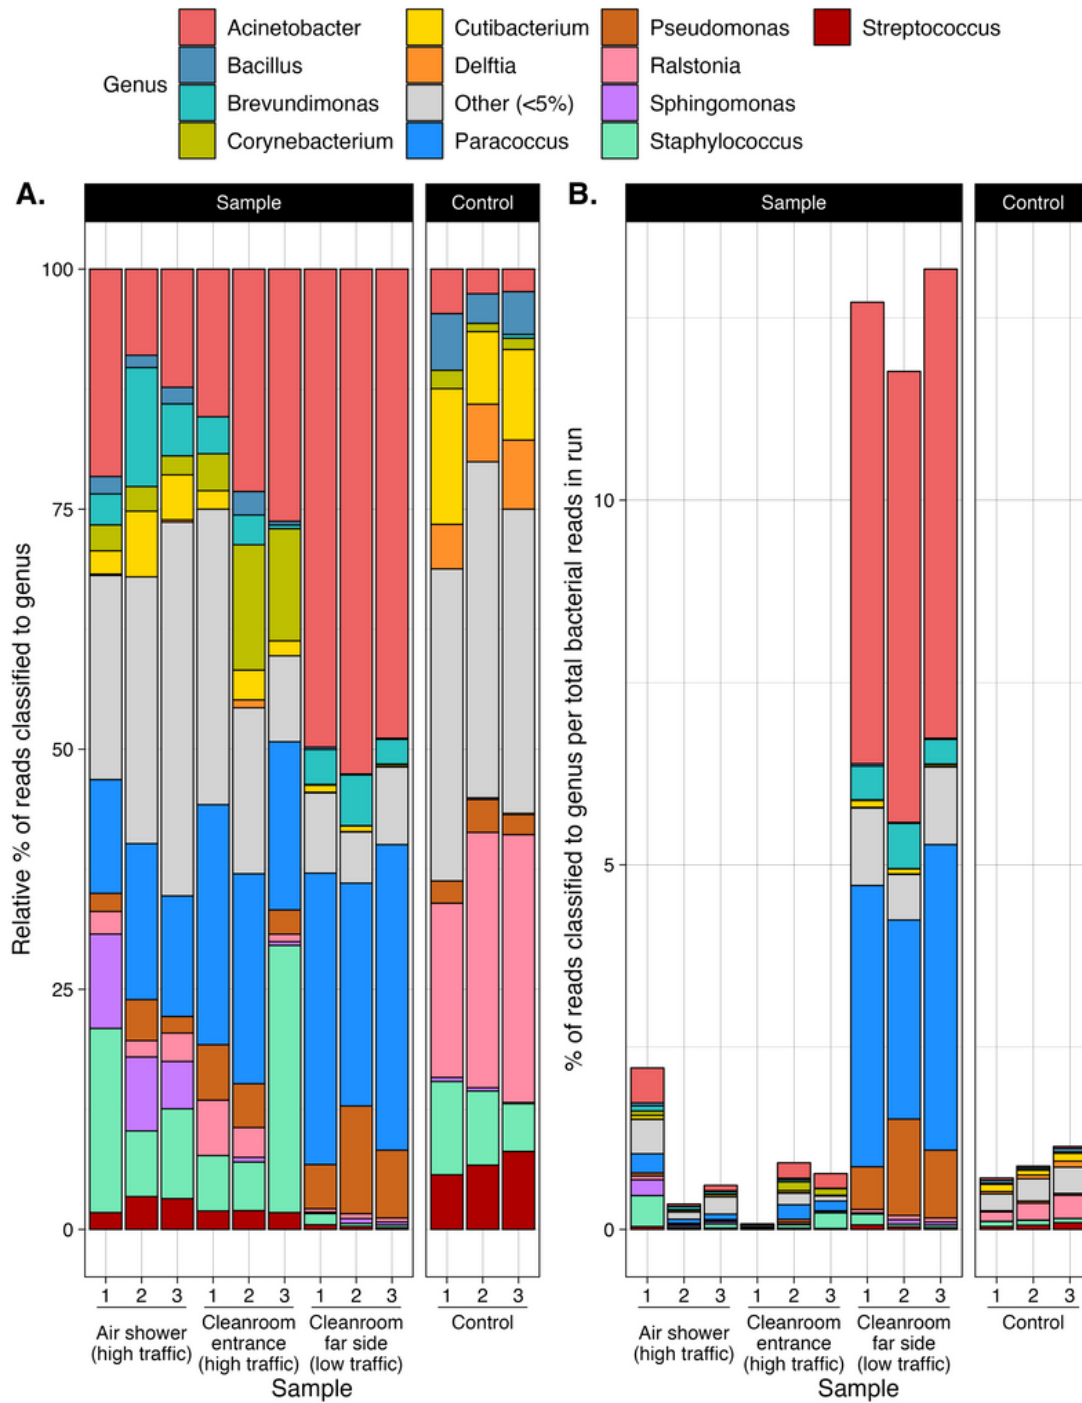 Genus
Acinetobacter
Bacillus
Brevundimonas
Corynebacterium
Cutibacterium
Delftia
Other (<5%)
Paracoccus
Pseudomonas
Ralstonia
Sphingomonas
Staphylococcus
Streptococcus
A.
Sample
Control
Relative % of reads classified to genus
100
75
50
25
0
1 2 3 1 2 3 1 2 3 1 2 3
Air shower
(high traffic)
Cleanroom
entrance
(high traffic)
Cleanroom
far side
(low traffic)
Control
Sample
B.
Sample
Control
% of reads classified to genus per total bacterial reads in run
10
5
0
1 2 3 1 2 3 1 2 3 1 2 3
Air shower
(high traffic)
Cleanroom
entrance
(high traffic)
Cleanroom
far side
(low traffic)
Control
Sample